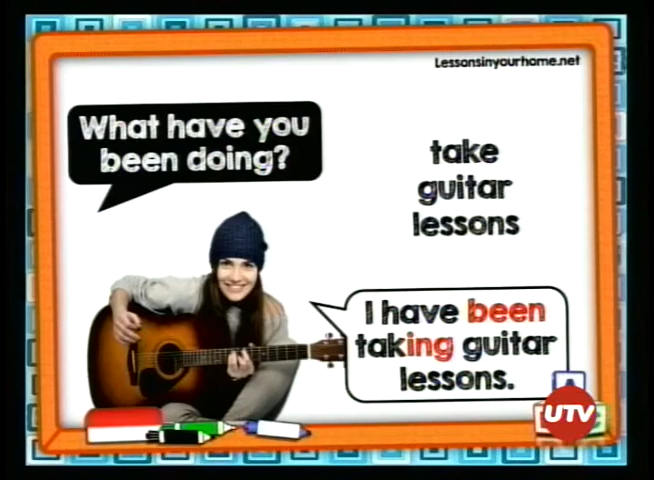 Lessonsinyourhome.net
What have you
been doing?
take
guitar
lessons
I have been
taking guitar
lessons.
A
UTV